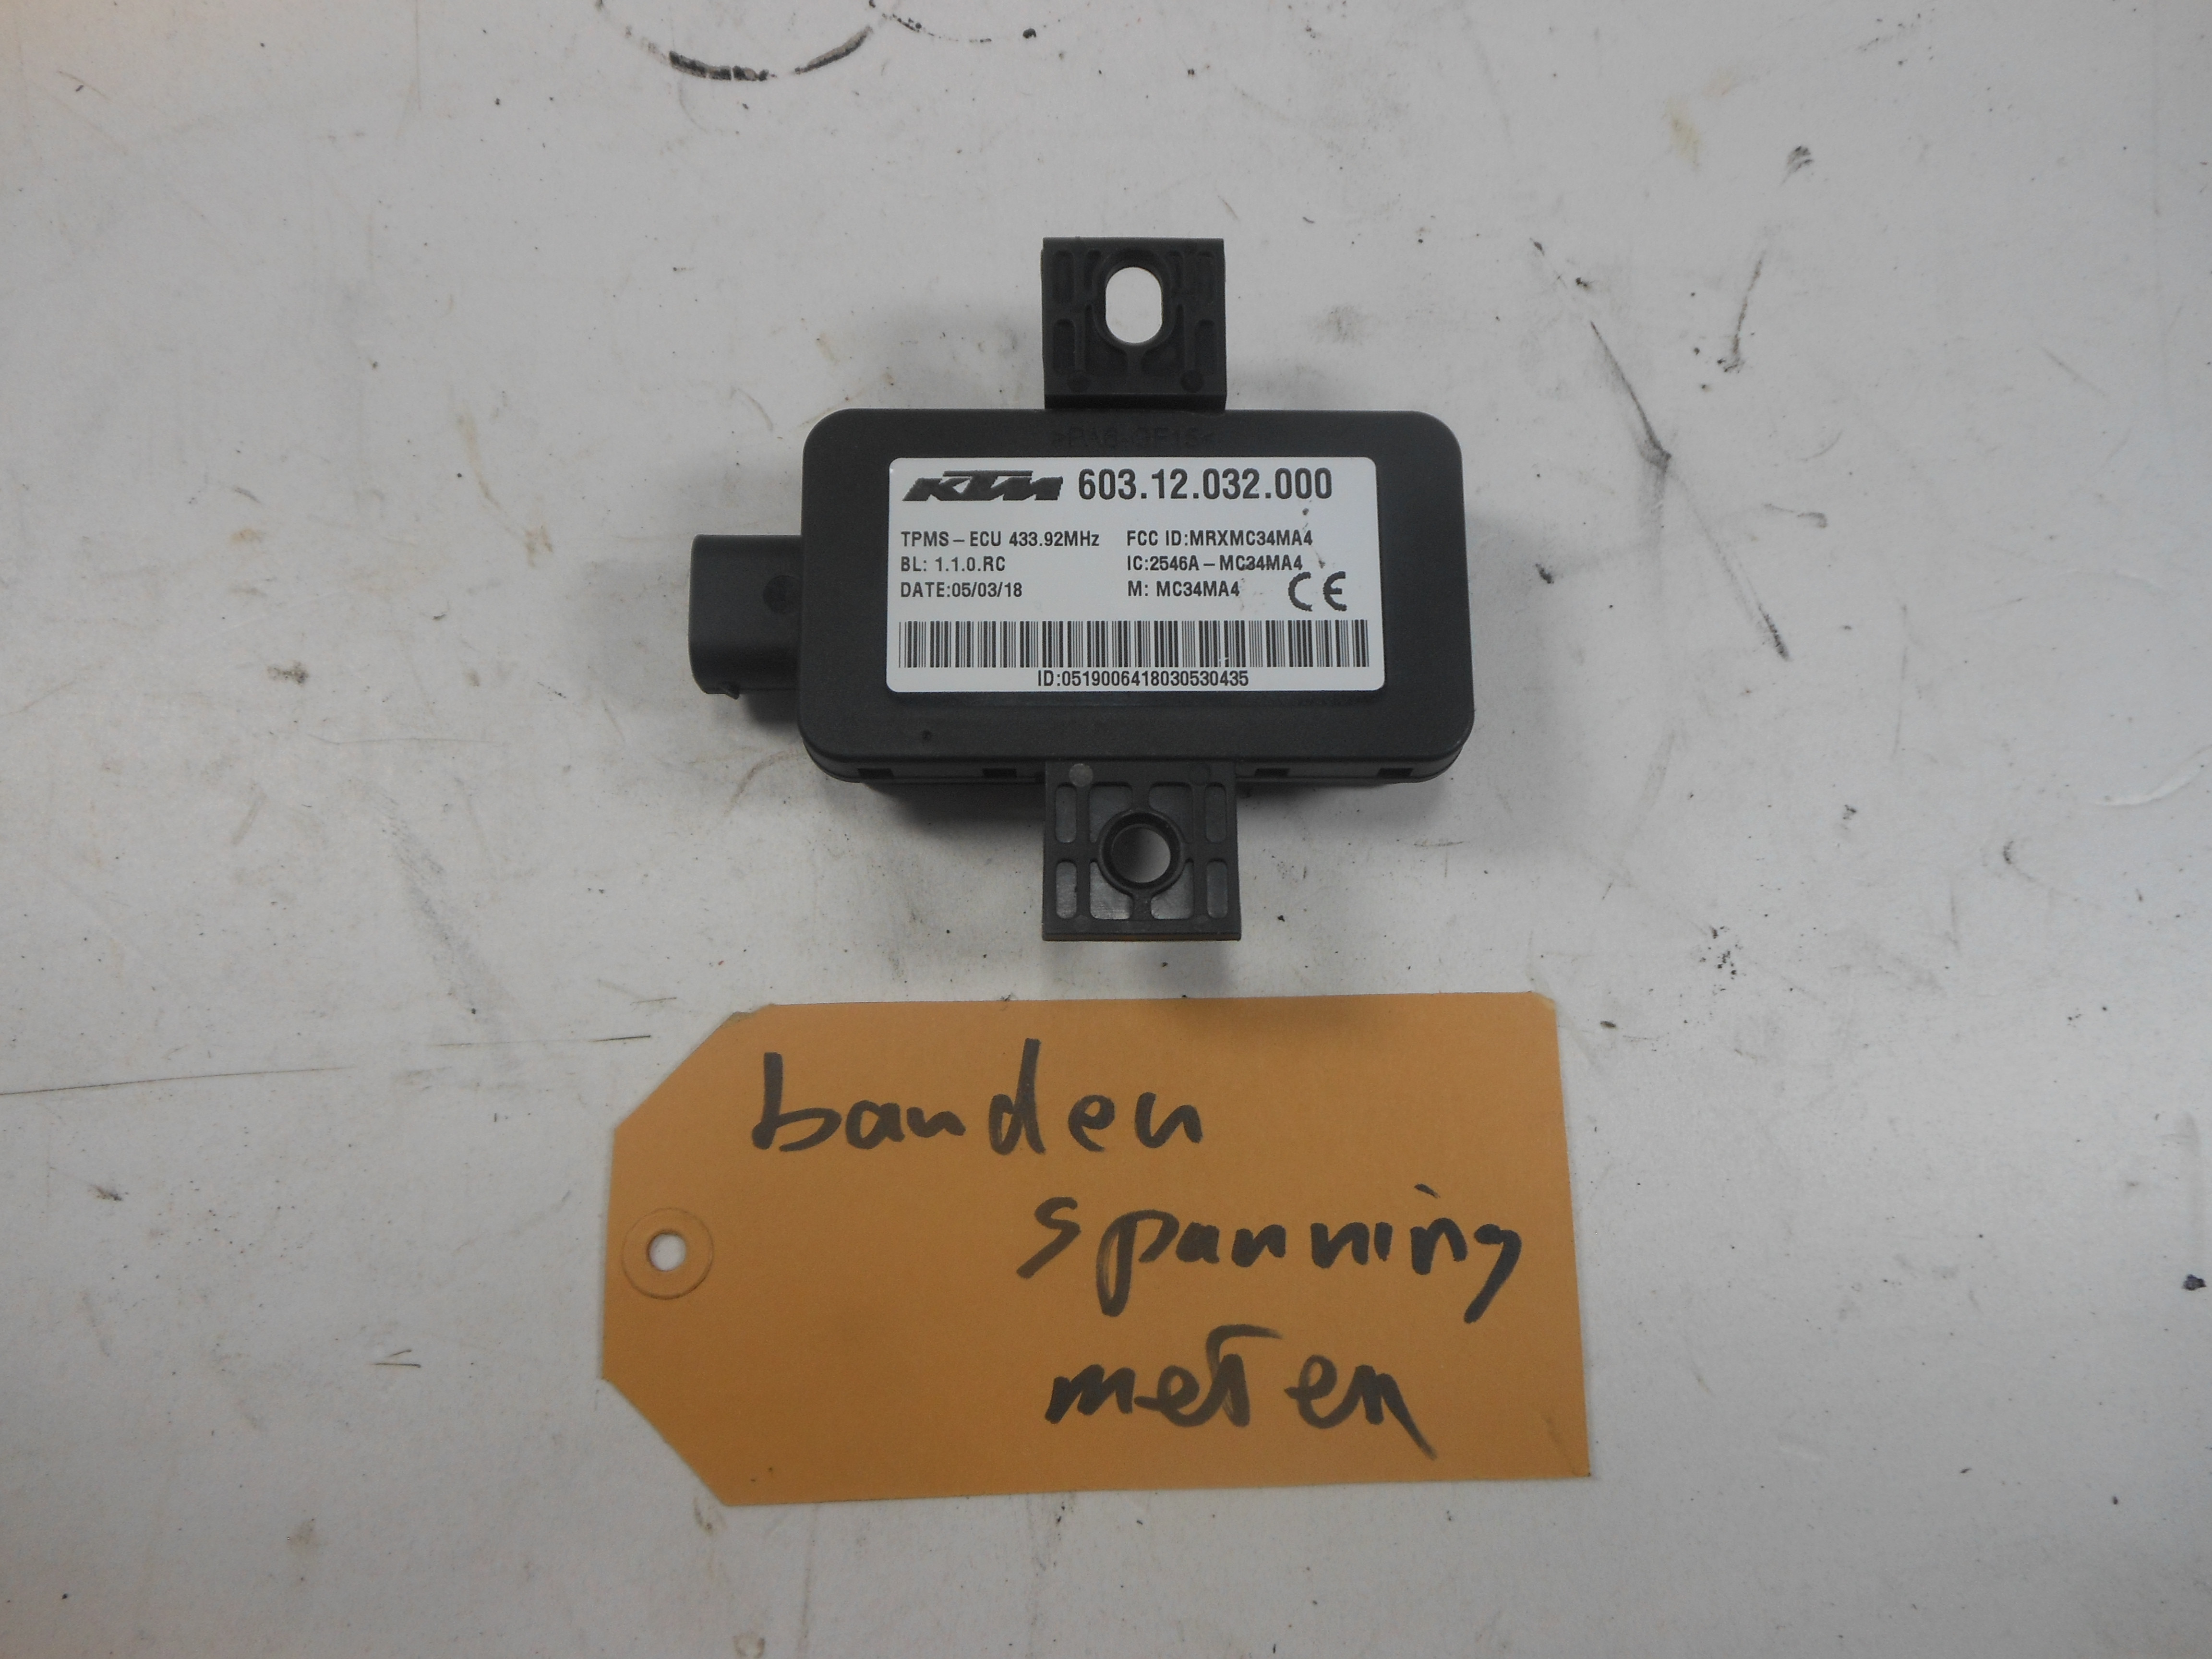 KTM 603.12.032.000
TPMS – ECU 433.92MHz FCC ID:MRXMC34MA4
BL: 1.1.0.RC IC:2546A – MC34MA4
DATE:05/03/18 M: MC34MA4 CE
ID:0519006418030530435
banden
spanning
meten